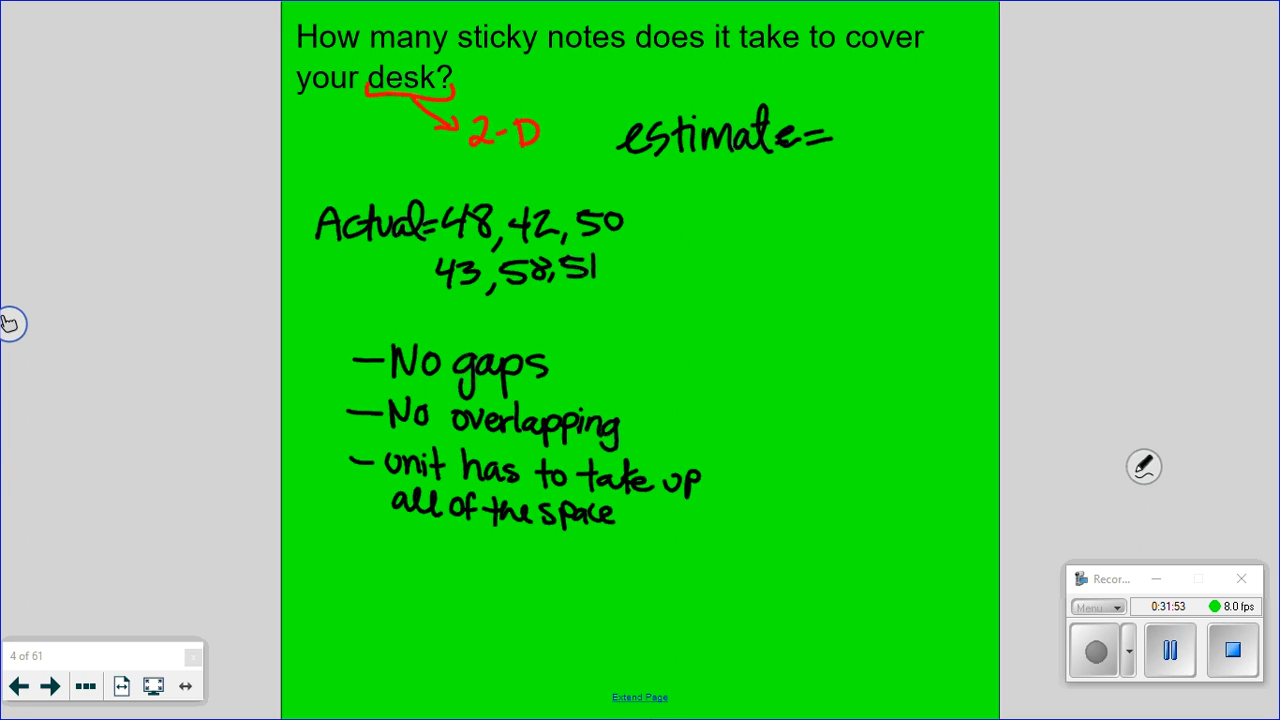 How many sticky notes does it take to cover
your desk?
2-D
estimate=
Actual=48, 42, 50
43, 58, 51
- No gaps
- No overlapping
- unit has to take up
all of the space
Extend Page
4 of 61
Recor...
Menu
0:31:53
8.0 fps